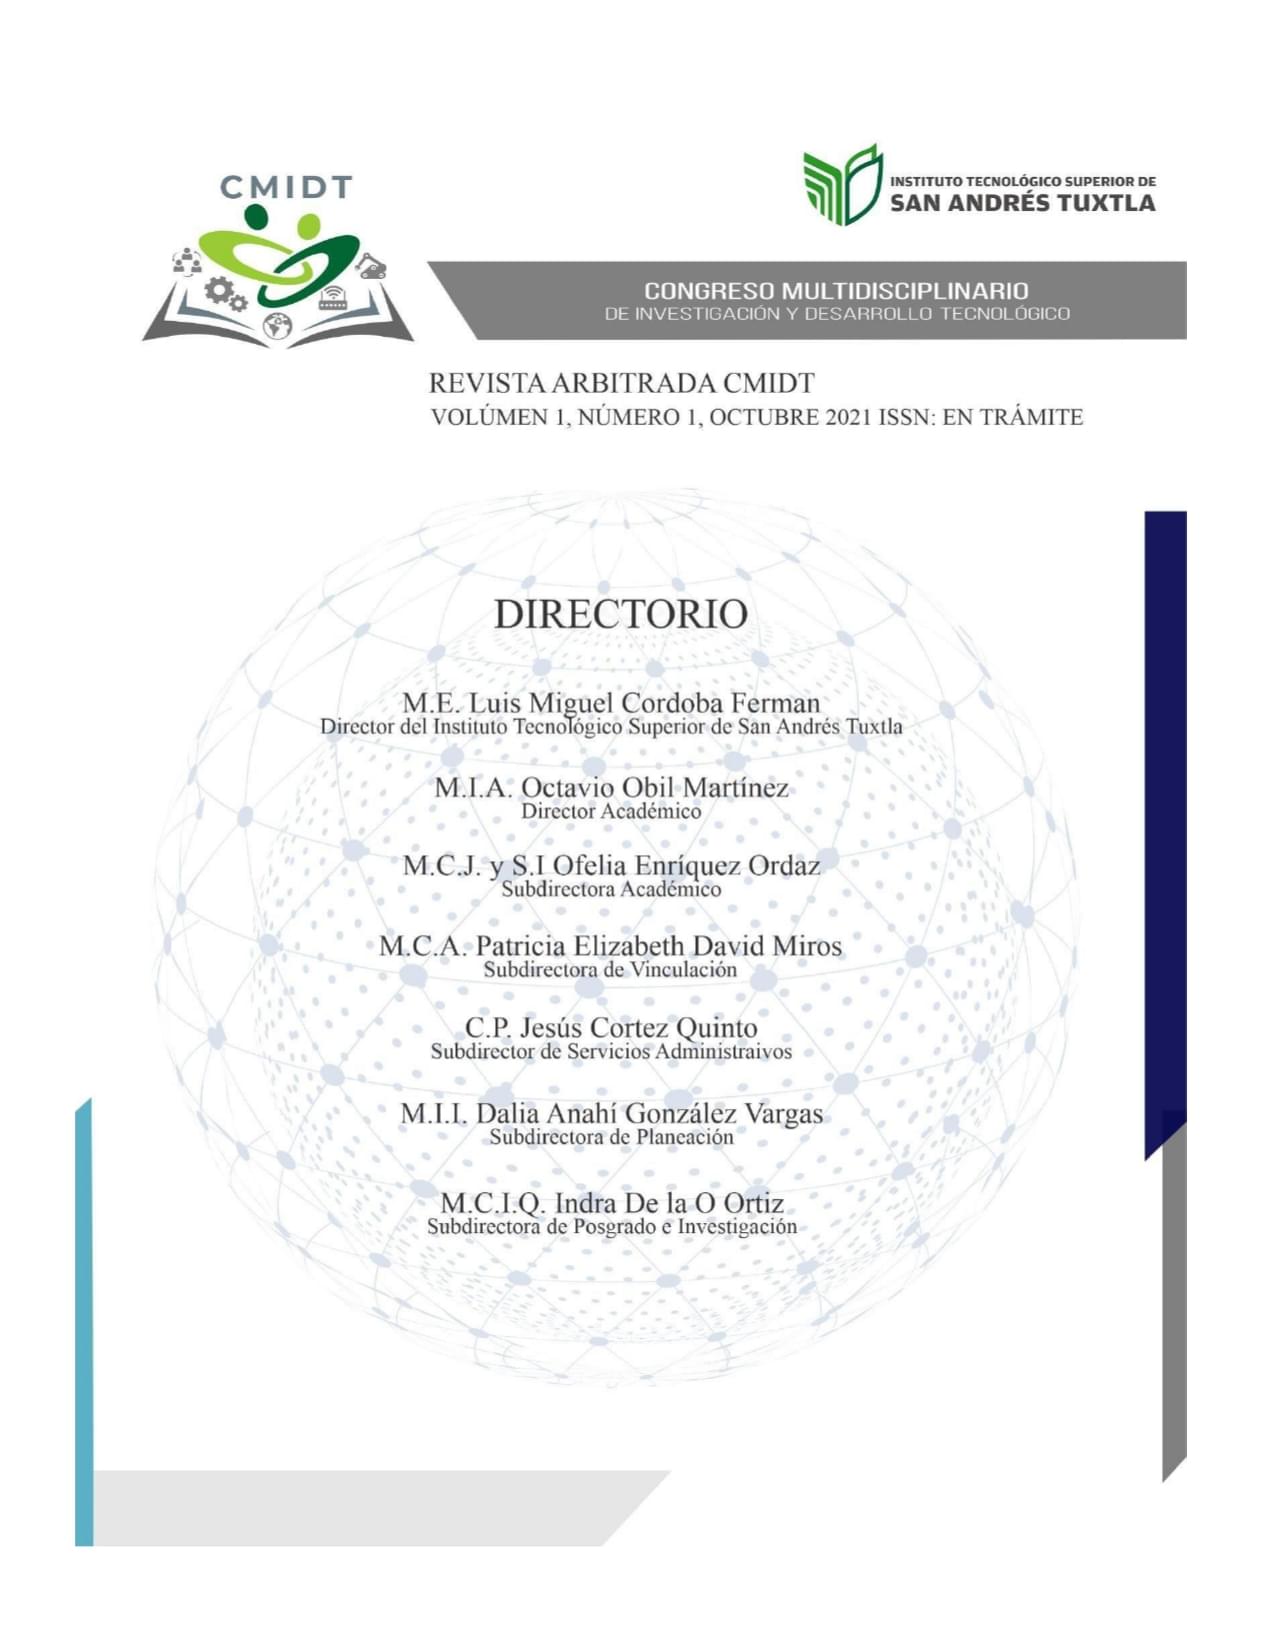 CMIDT
INSTITUTO TECNOLÓGICO SUPERIOR DE
SAN ANDRÉS TUXTLA
CONGRESO MULTIDISCIPLINARIO
DE INVESTIGACIÓN Y DESARROLLO TECNOLÓGICO
REVISTA ARBITRADA CMIDT
VOLÚMEN 1, NÚMERO 1, OCTUBRE 2021 ISSN: EN TRÁMITE
DIRECTORIO
M.E. Luis Miguel Cordoba Ferman
Director del Instituto Tecnológico Superior de San Andrés Tuxtla
M.I.A. Octavio Obil Martínez
Director Académico
M.C.J. y S.I Ofelia Enríquez Ordaz
Subdirectora Académico
M.C.A. Patricia Elizabeth David Miros
Subdirectora de Vinculación
C.P. Jesús Cortez Quinto
Subdirector de Servicios Administraivos
M.I.I. Dalia Anahí González Vargas
Subdirectora de Planeación
M.C.I.Q. Indra De la O Ortiz
Subdirectora de Posgrado e Investigación